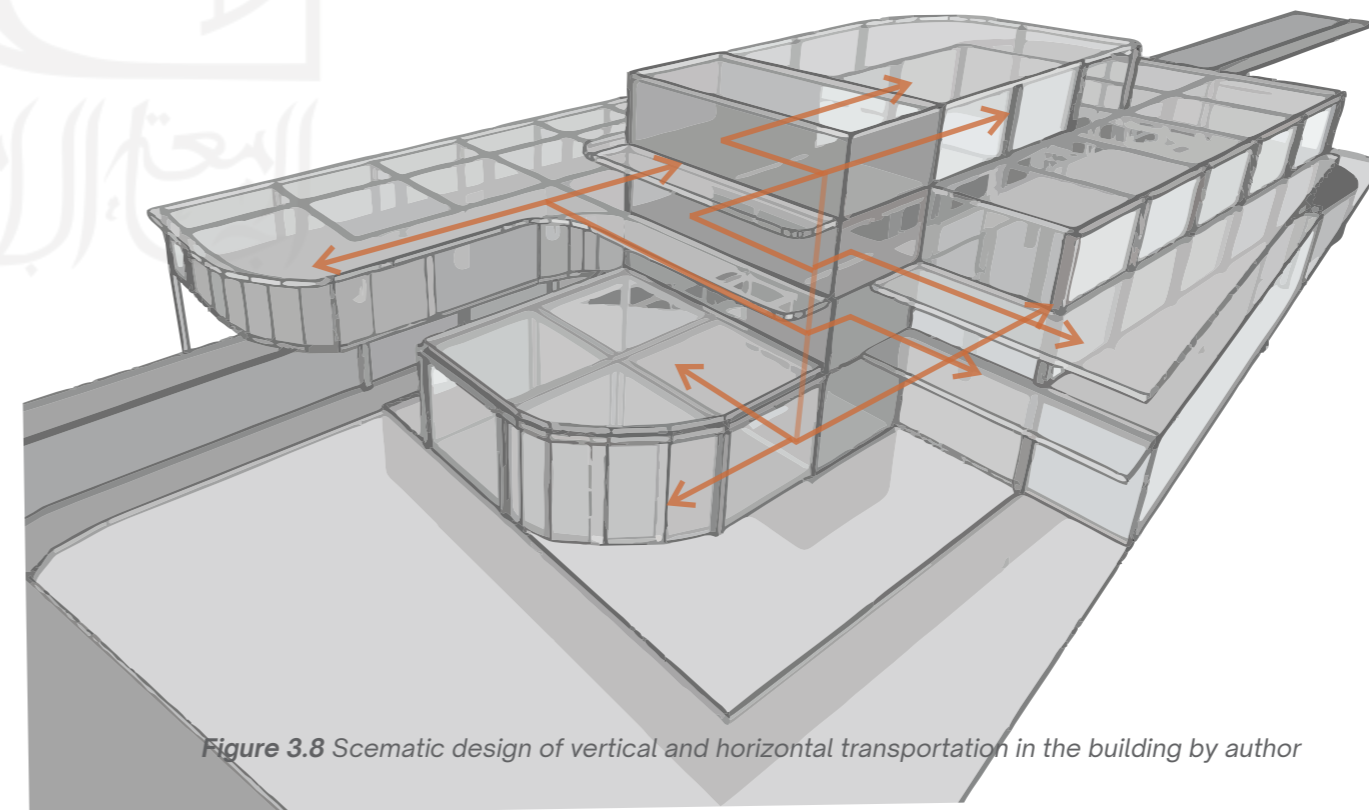 Figure 3.8 Scematic design of vertical and horizontal transportation in the building by author